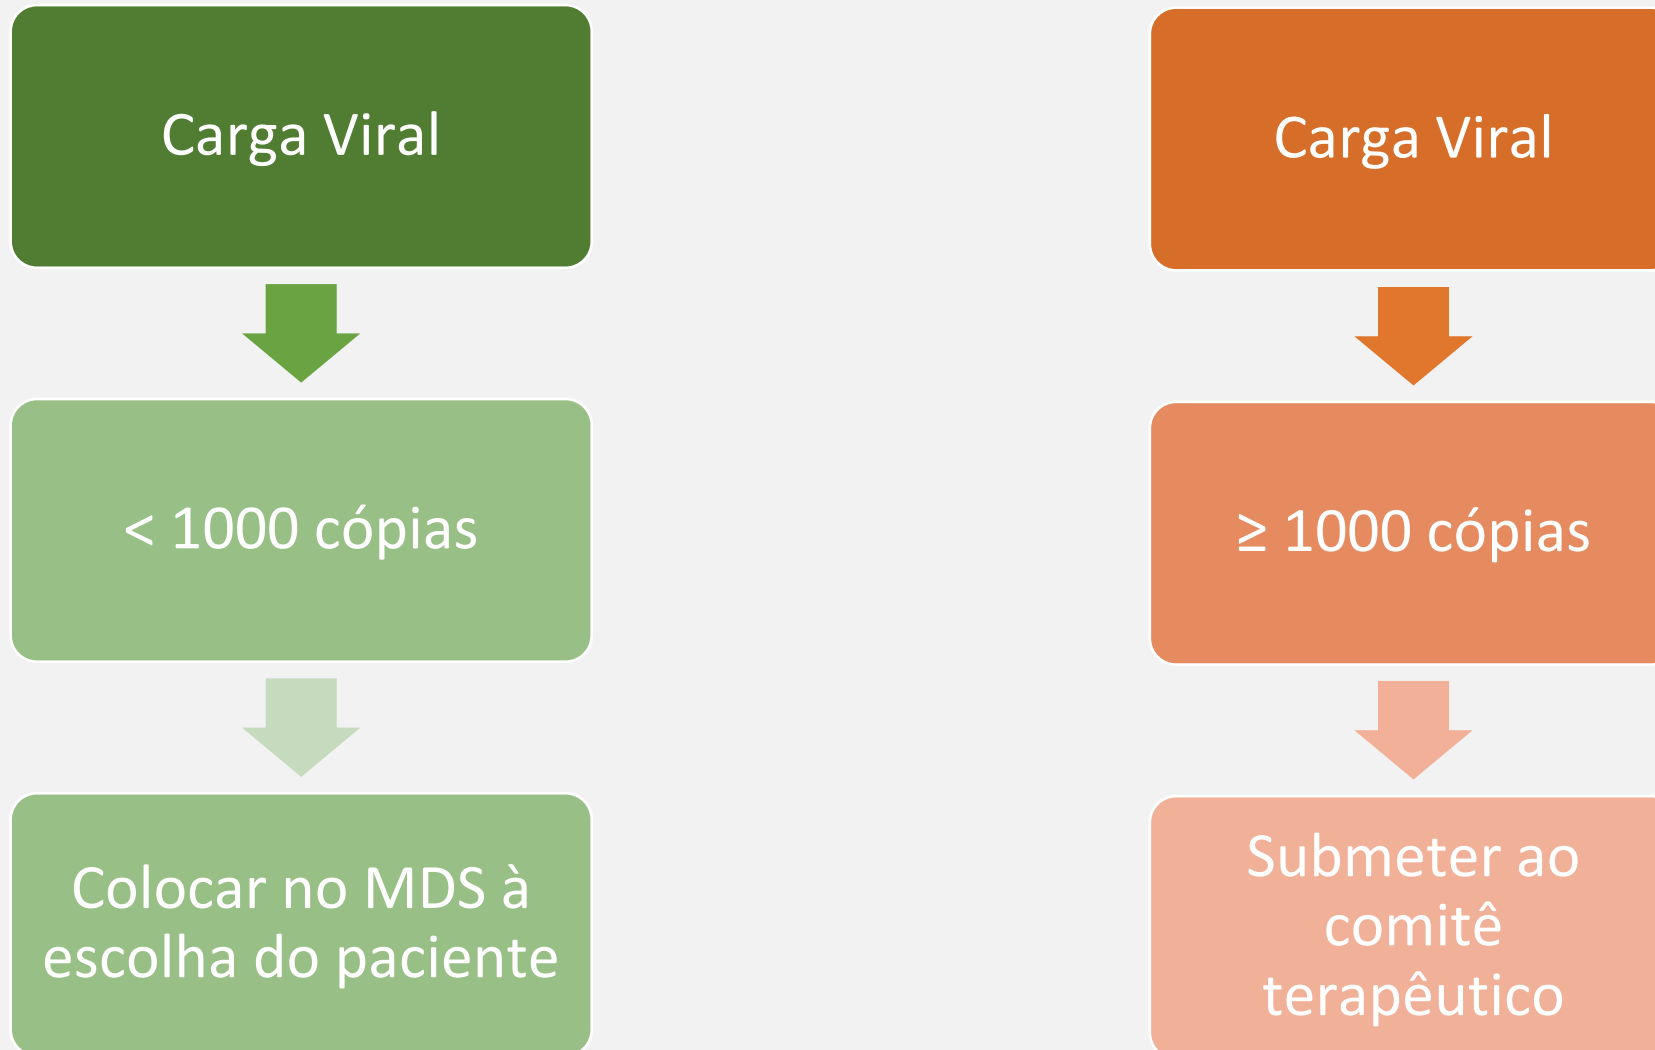 Carga Viral
< 1000 cópias
Colocar no MDS à
escolha do paciente
Carga Viral
≥ 1000 cópias
Submeter ao
comitê
terapêutico